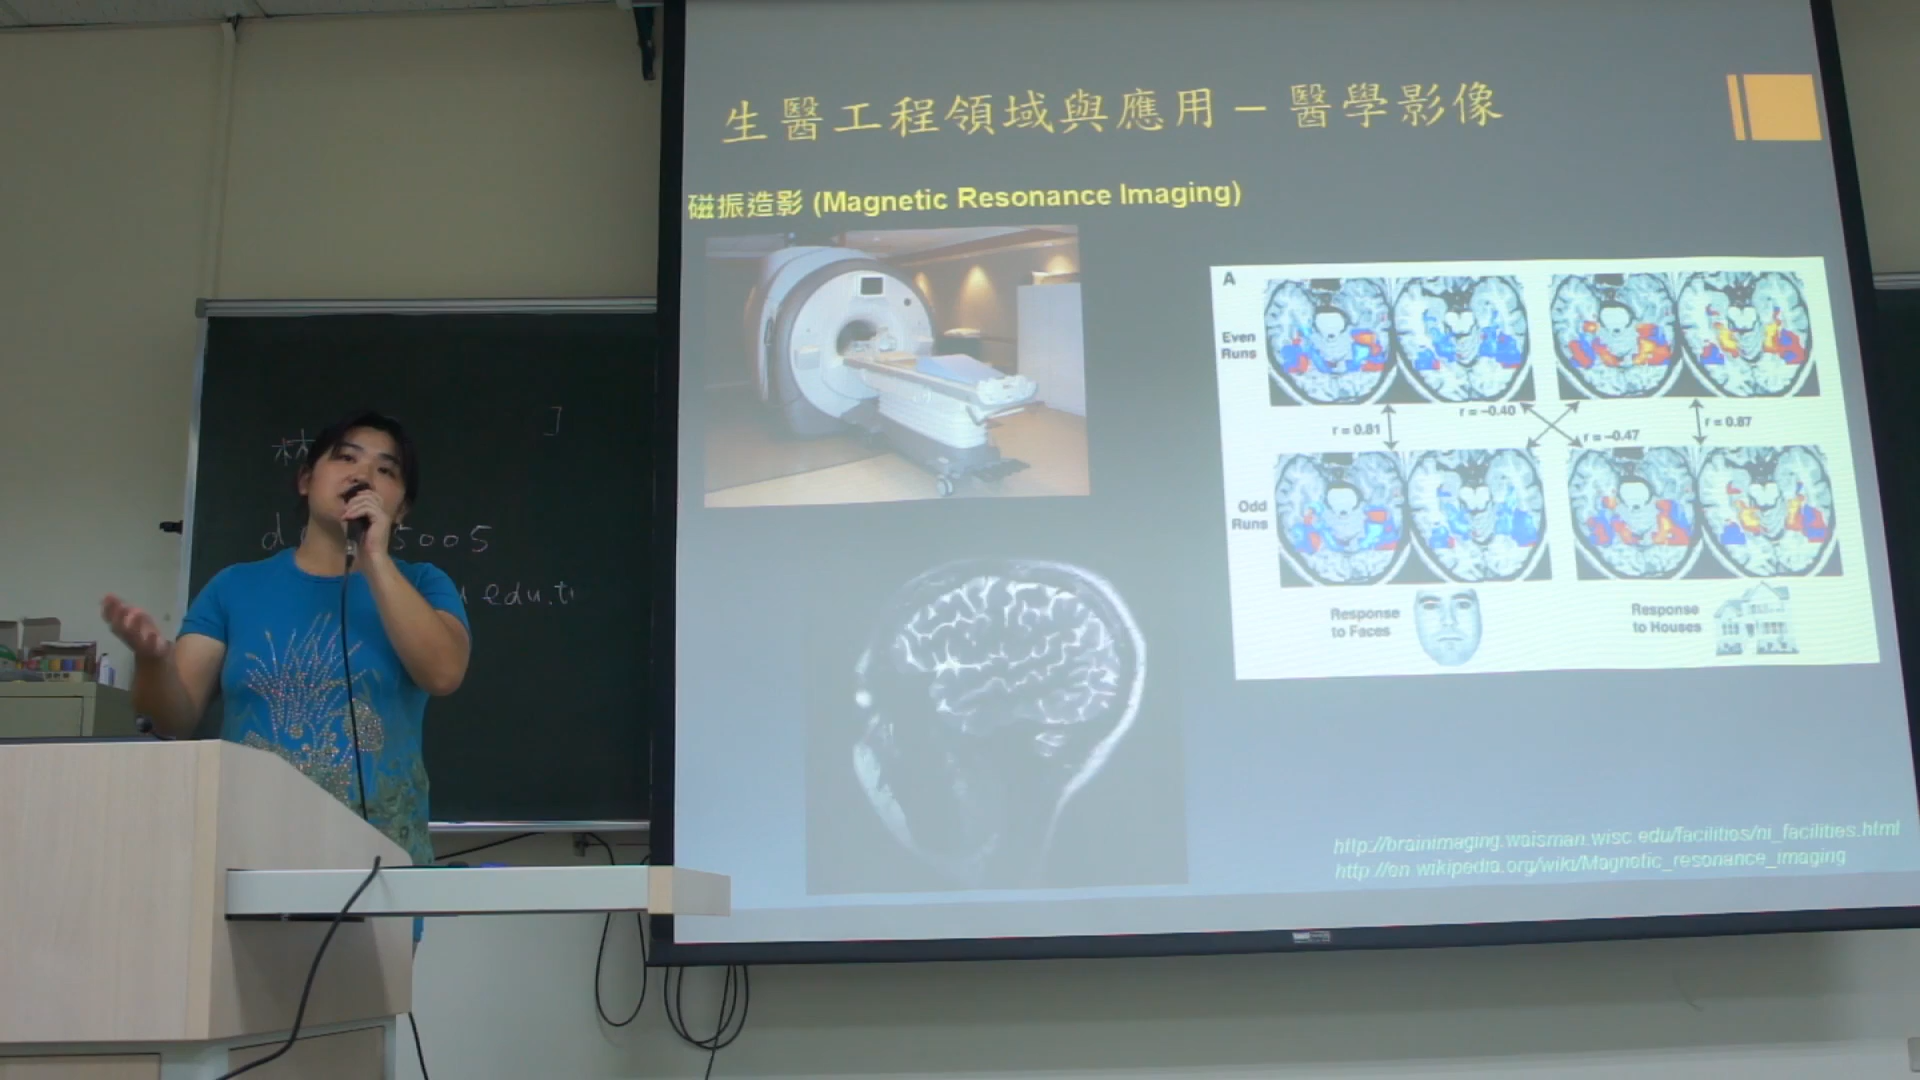 生醫工程領域與應用 – 醫學影像
磁振造影 (Magnetic Resonance Imaging)
A
Even
Runs
r = 0.81
r = –0.40
r = –0.47
r = 0.87
Odd
Runs
Response
to Faces
Response
to Houses
http://brainimaging.waisman.wisc.edu/facilities/ni_facilities.html
http://en.wikipedia.org/wiki/Magnetic_resonance_imaging
林
d
5005
edu.t